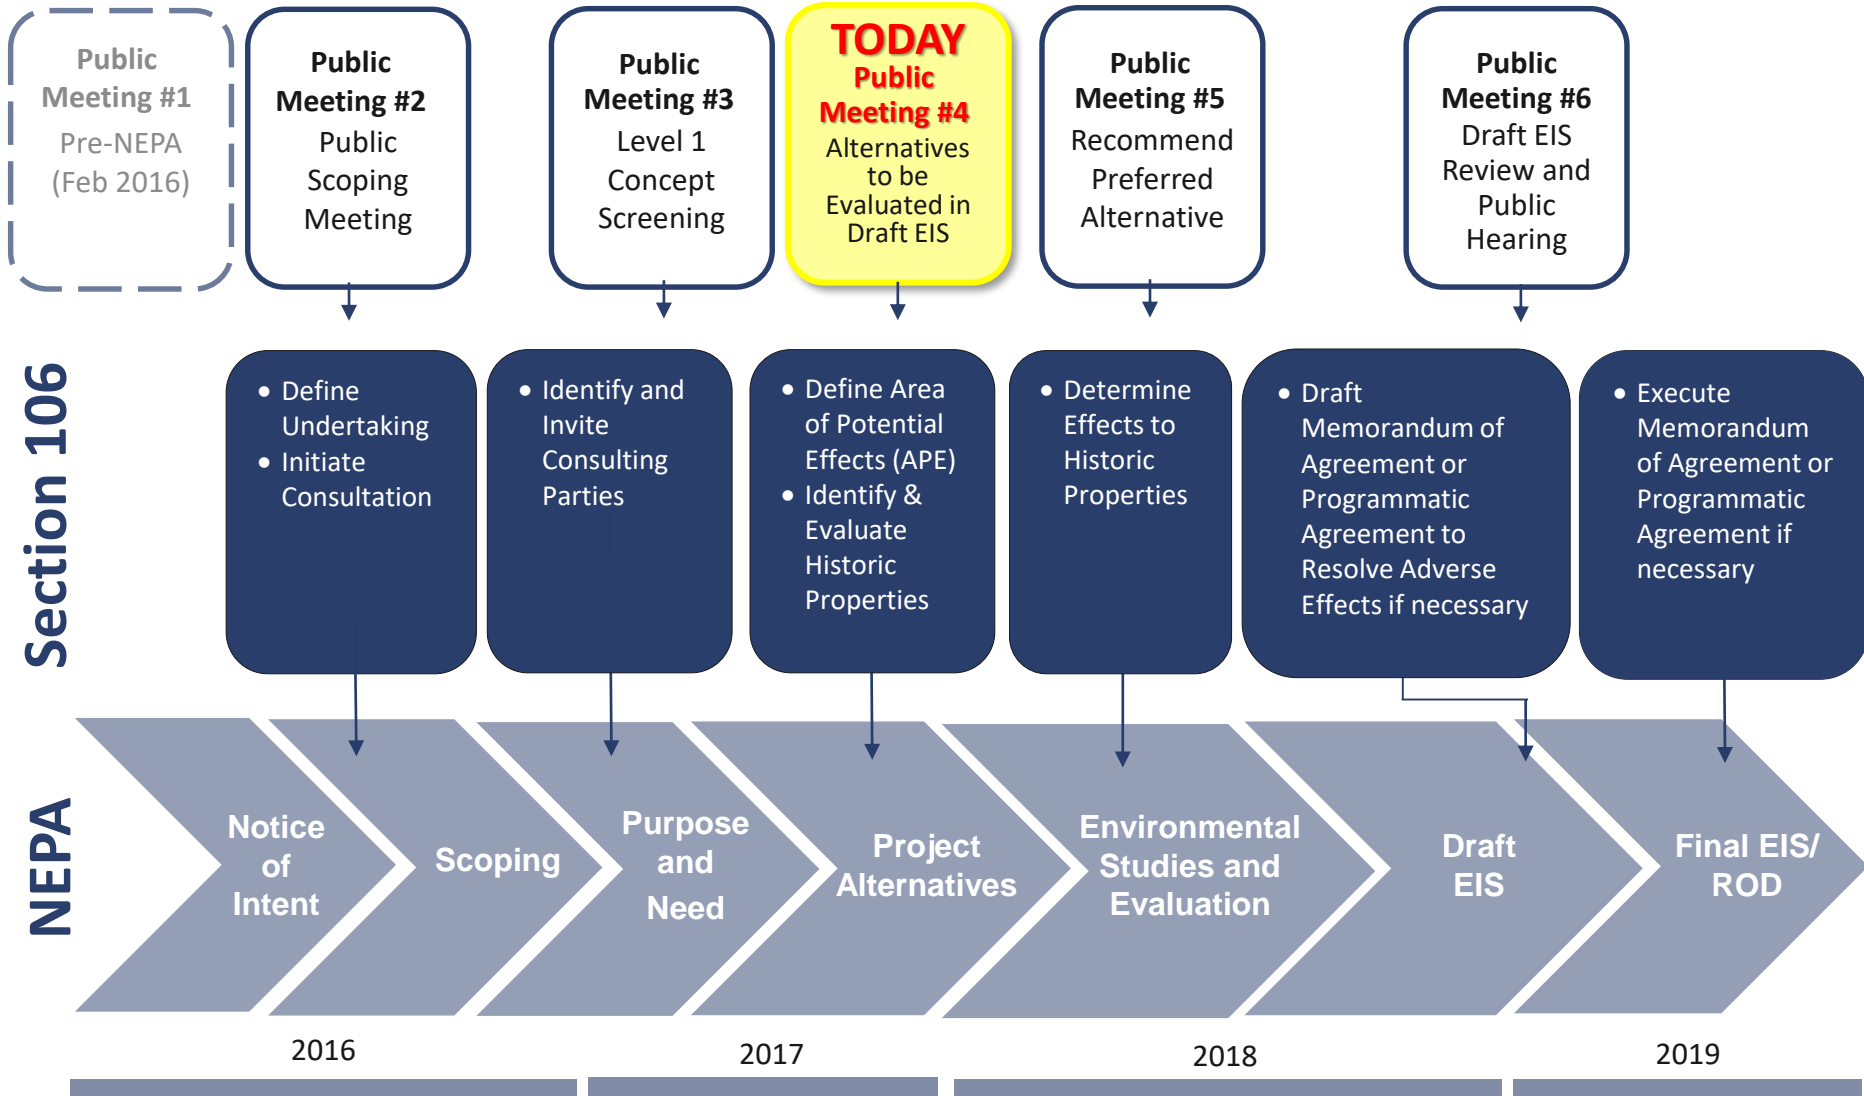 Public
Meeting #1
Pre-NEPA
(Feb 2016)
Public
Meeting #2
Public
Scoping
Meeting
Public
Meeting #3
Level 1
Concept
Screening
TODAY
Public
Meeting #4
Alternatives
to be
Evaluated in
Draft EIS
Public
Meeting #5
Recommend
Preferred
Alternative
Public
Meeting #6
Draft EIS
Review and
Public
Hearing
Section 106
• Define
Undertaking
• Initiate
Consultation
• Identify and
Invite
Consulting
Parties
• Define Area
of Potential
Effects (APE)
• Identify &
Evaluate
Historic
Properties
• Determine
Effects to
Historic
Properties
• Draft
Memorandum of
Agreement or
Programmatic
Agreement to
Resolve Adverse
Effects if necessary
• Execute
Memorandum
of Agreement or
Programmatic
Agreement if
necessary
NEPA
Notice
of
Intent
Scoping
Purpose
and
Need
Project
Alternatives
Environmental
Studies and
Evaluation
Draft
EIS
Final EIS/
ROD
2016
2017
2018
2019